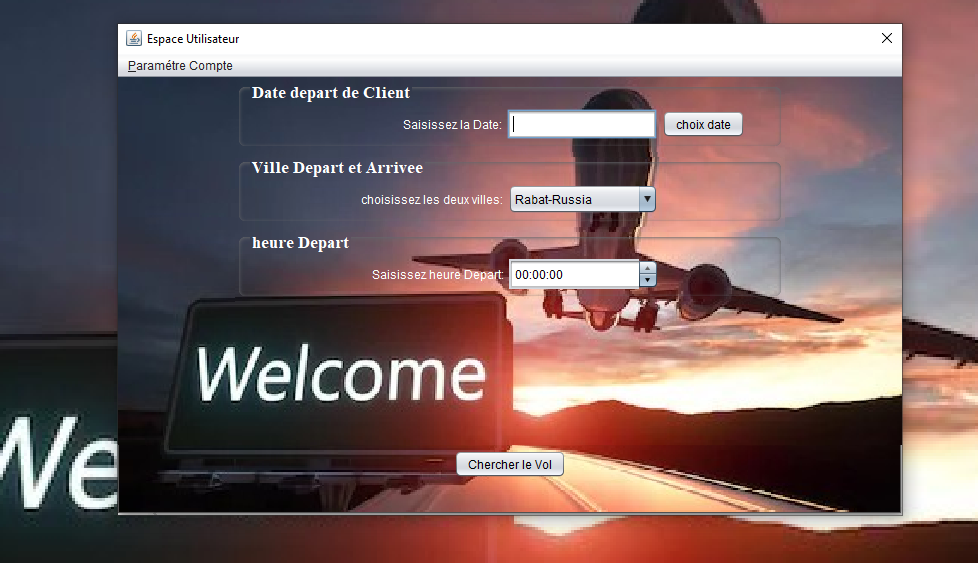 Espace Utilisateur
Paramétre Compte
Date depart de Client
Saisissez la Date:
choix date
Ville Depart et Arrivee
choisissez les deux villes:
Rabat-Russia
heure Depart
Saisissez heure Depart:
00:00:00
Welcome
Chercher le Vol
We